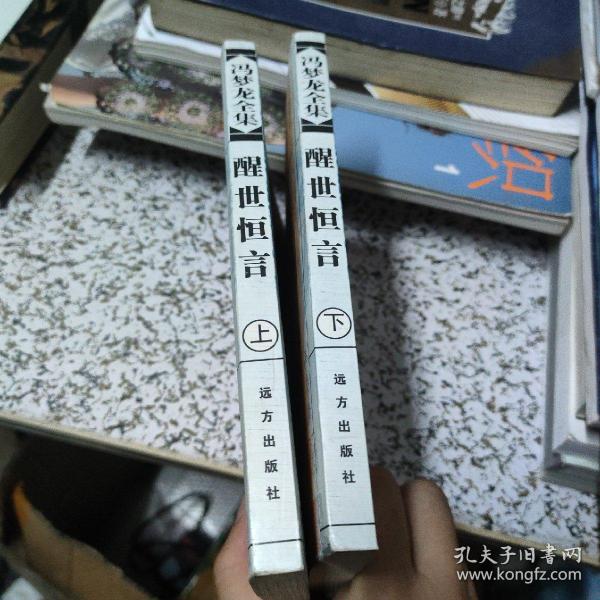 冯梦龙全集
醒世恒言
上
远方出版社
冯梦龙全集
醒世恒言
下
远方出版社
织
1
孔夫子旧书网
www.kongfz.com